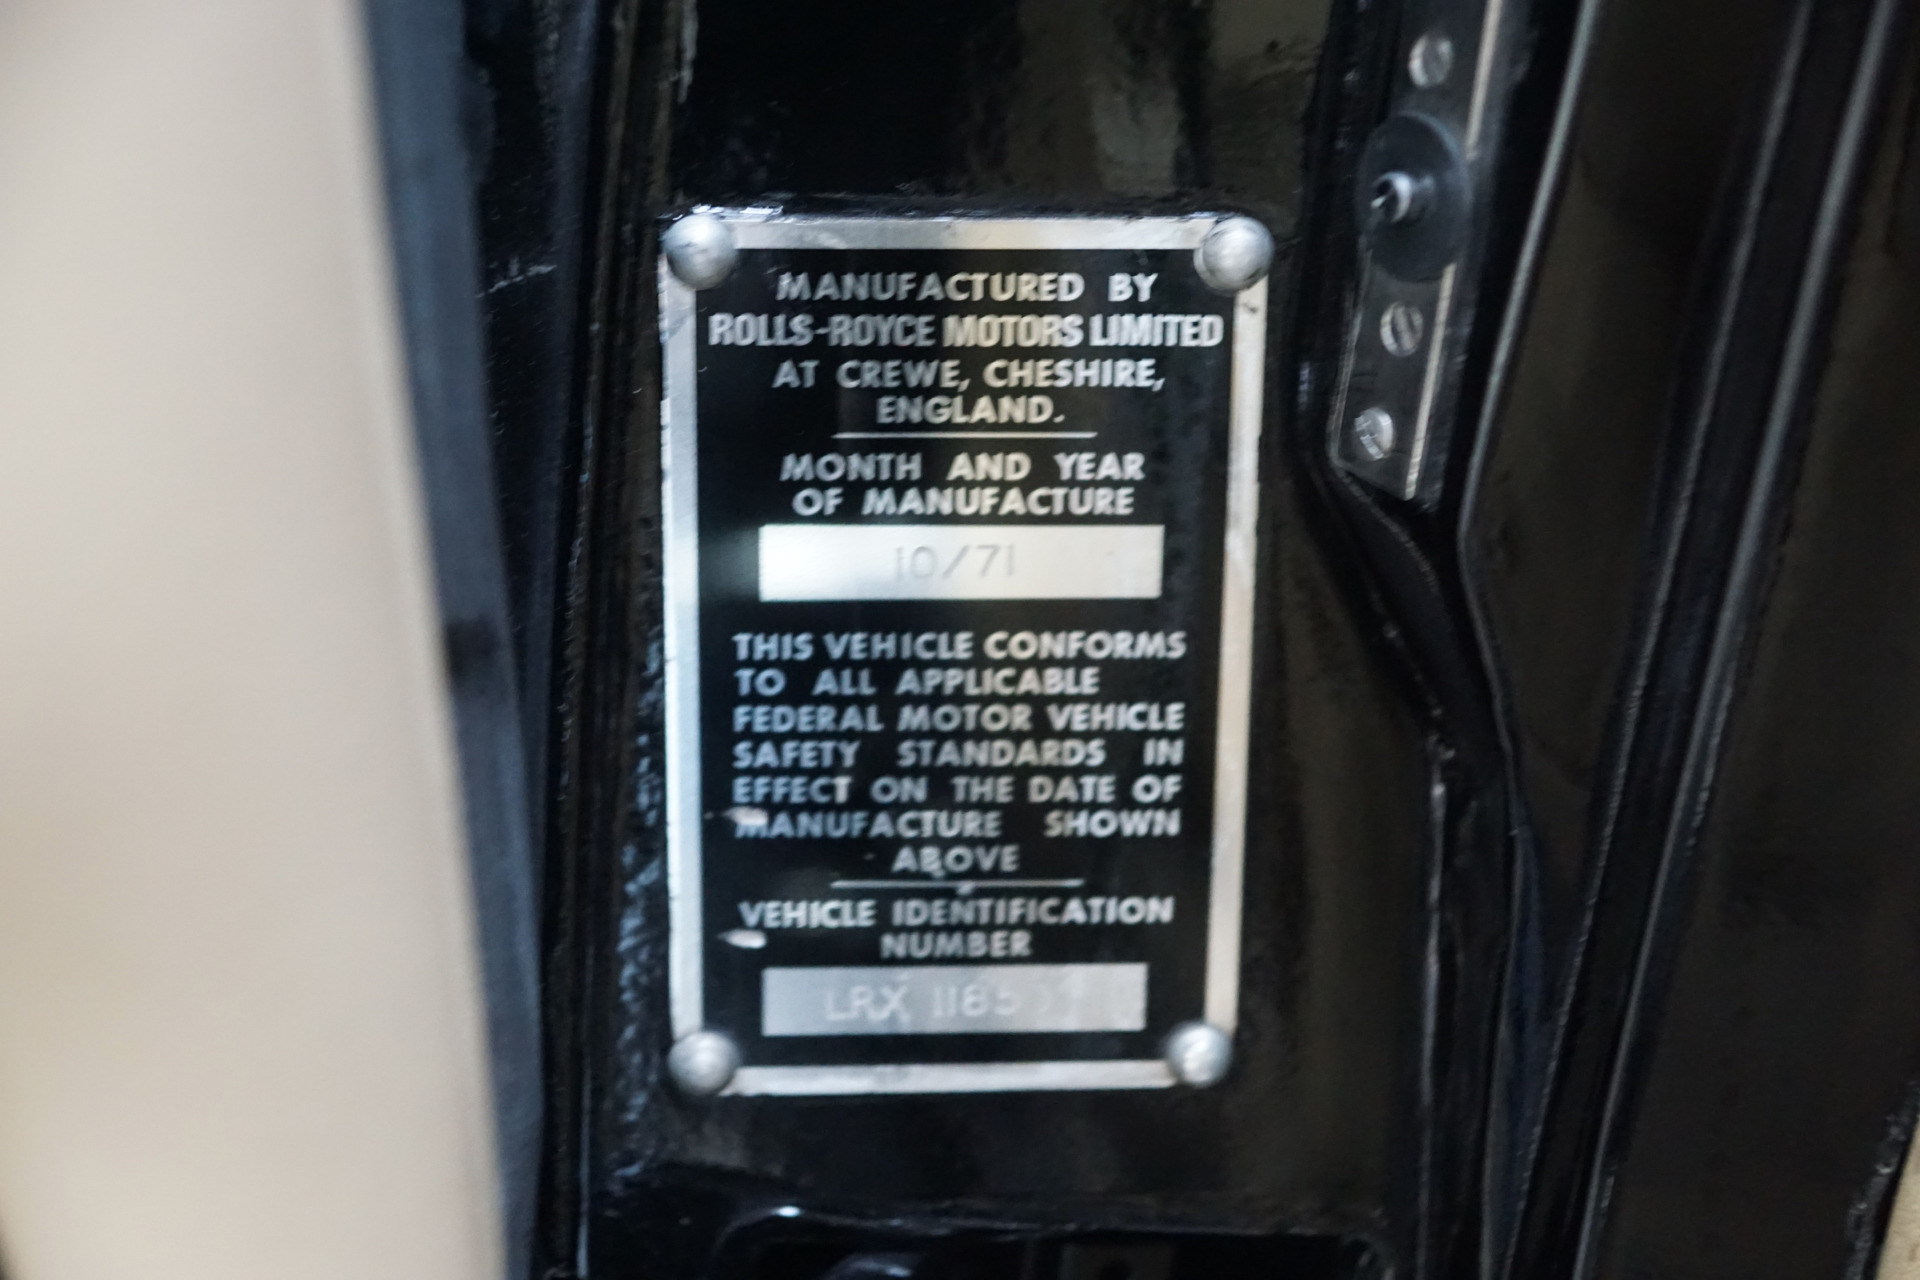 MANUFACTURED BY
ROLLS-ROYCE MOTORS LIMITED
AT CREWE, CHESHIRE,
ENGLAND.
MONTH AND YEAR
OF MANUFACTURE
10/71
THIS VEHICLE CONFORMS
TO ALL APPLICABLE
FEDERAL MOTOR VEHICLE
SAFETY STANDARDS IN
EFFECT ON THE DATE OF
MANUFACTURE SHOWN
ABOVE
VEHICLE IDENTIFICATION
NUMBER
LRX